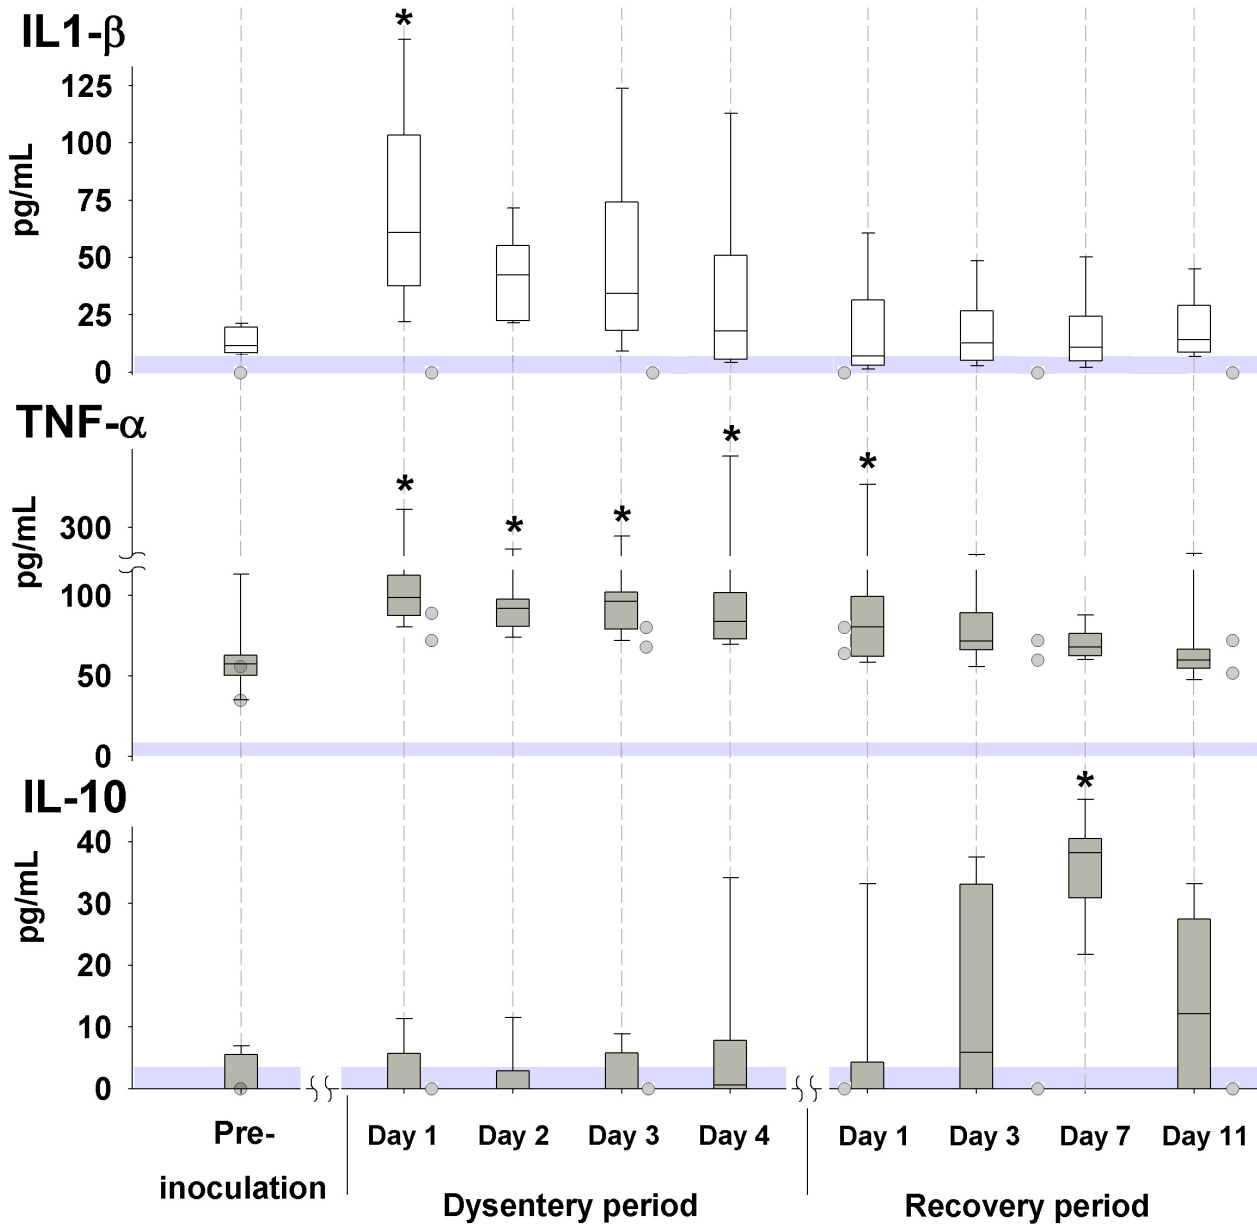 IL1-β
*
125
100
75
50
25
0
pg/mL
TNF-α
* * * * *
300
100
50
0
pg/mL
IL-10
*
40
30
20
10
0
pg/mL
Pre-
inoculation
Day 1 Day 2 Day 3 Day 4 Day 1 Day 3 Day 7 Day 11
Dysentery period Recovery period